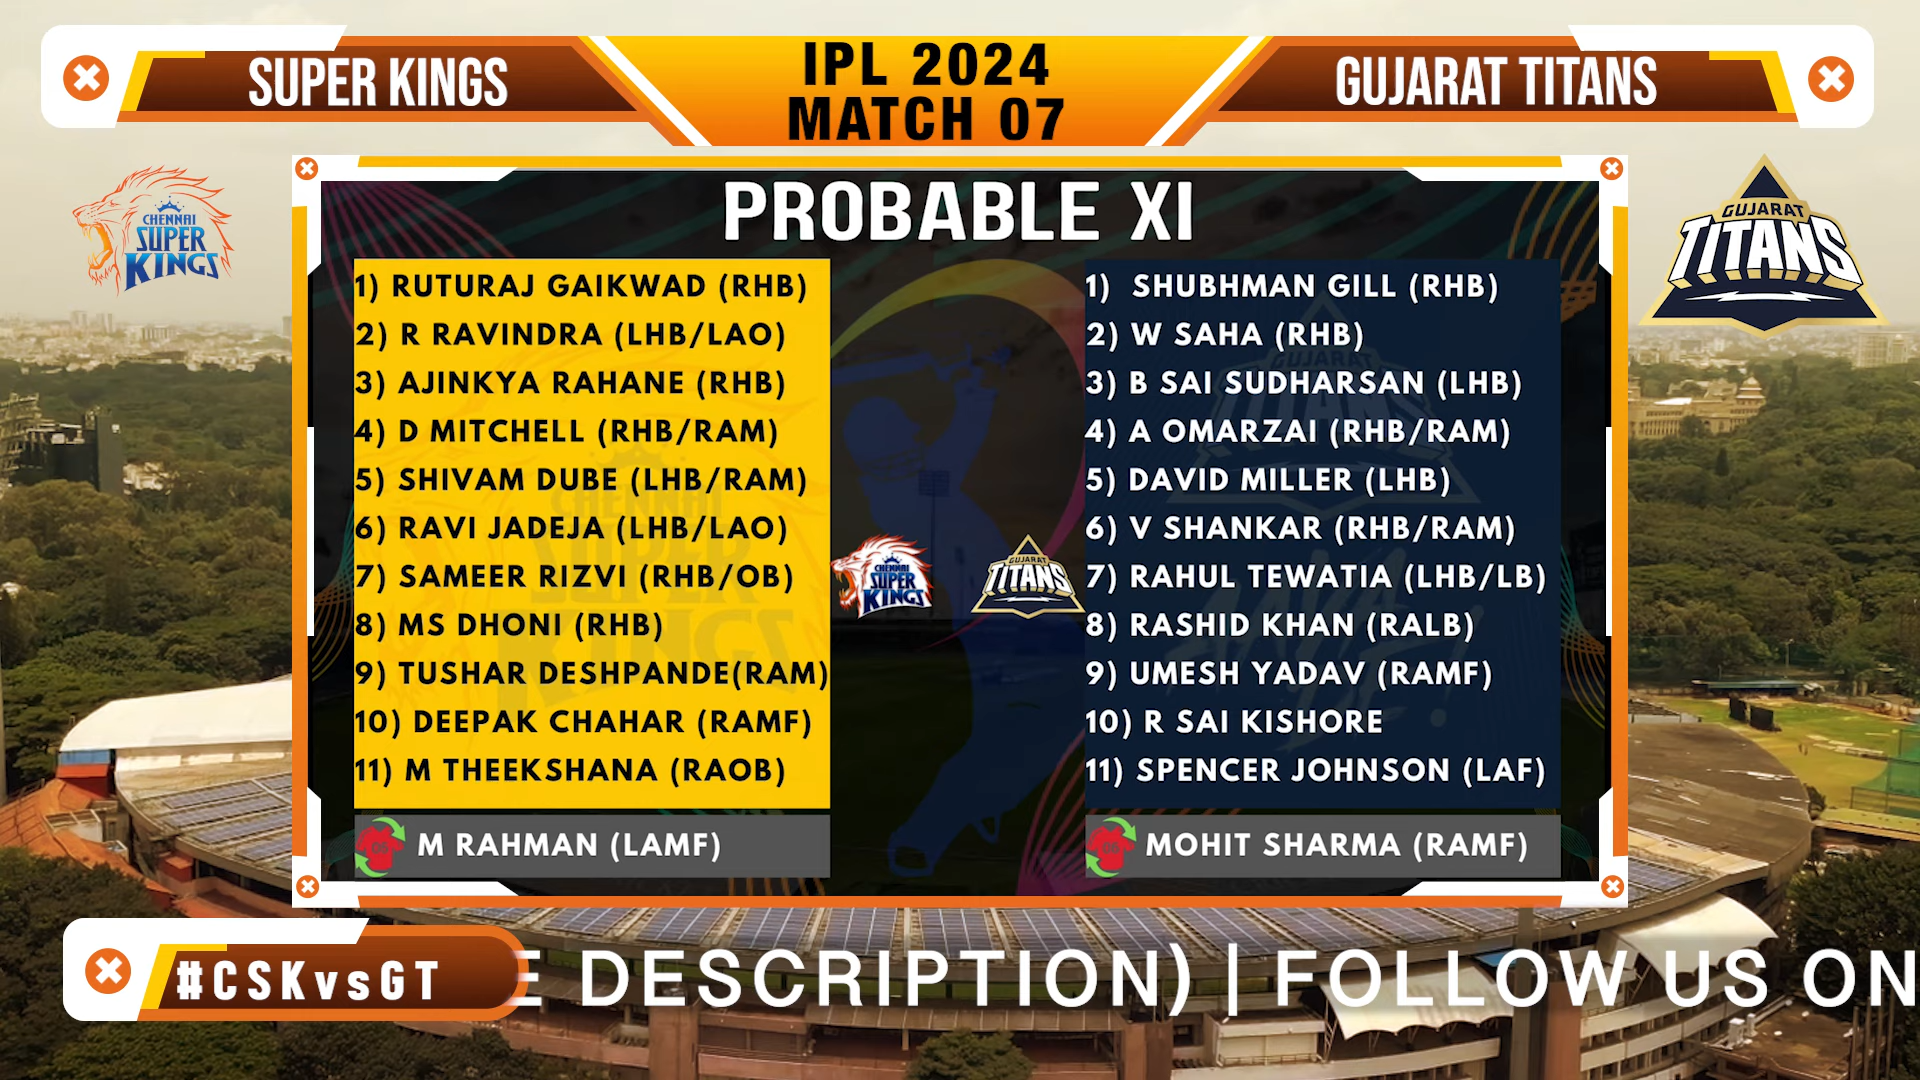 SUPER KINGS
IPL 2024
MATCH 07
GUJARAT TITANS
CHENNAI
SUPER
KINGS
GUJARAT
TITANS
PROBABLE XI
1) RUTURAJ GAIKWAD (RHB)
2) R RAVINDRA (LHB/LAO)
3) AJINKYA RAHANE (RHB)
4) D MITCHELL (RHB/RAM)
5) SHIVAM DUBE (LHB/RAM)
6) RAVI JADEJA (LHB/LAO)
7) SAMEER RIZVI (RHB/OB)
8) MS DHONI (RHB)
9) TUSHAR DESHPANDE(RAM)
10) DEEPAK CHAHAR (RAMF)
11) M THEEKSHANA (RAOB)
M RAHMAN (LAMF)
CHENNAI
SUPER
KINGS
GUJARAT
TITANS
1) SHUBHMAN GILL (RHB)
2) W SAHA (RHB)
3) B SAI SUDHARSAN (LHB)
4) A OMARZAI (RHB/RAM)
5) DAVID MILLER (LHB)
6) V SHANKAR (RHB/RAM)
7) RAHUL TEWATIA (LHB/LB)
8) RASHID KHAN (RALB)
9) UMESH YADAV (RAMF)
10) R SAI KISHORE
11) SPENCER JOHNSON (LAF)
MOHIT SHARMA (RAMF)
#CSKvsGT
E DESCRIPTION) | FOLLOW US ON